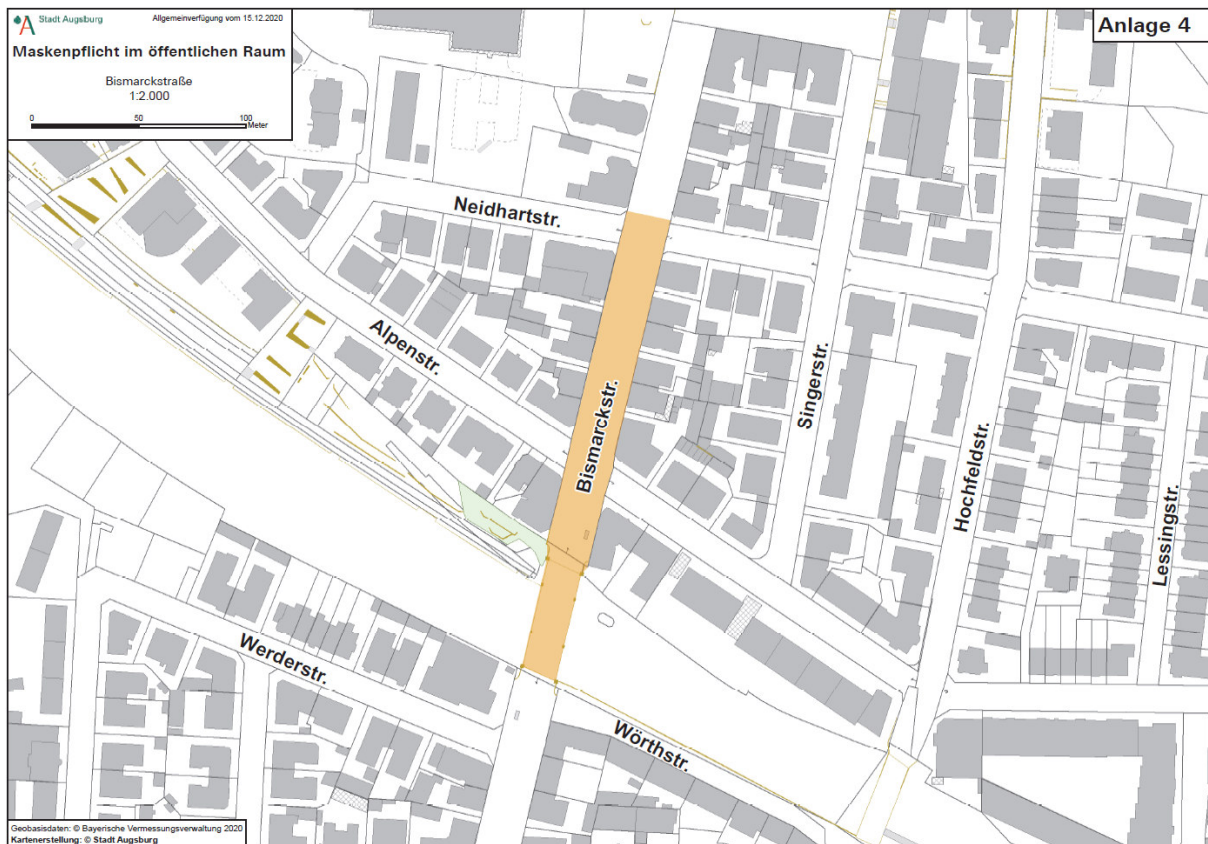 Stadt Augsburg
Allgemeinverfügung vom 15.12.2020
Maskenpflicht im öffentlichen Raum
Bismarckstraße
1:2.000
0 50 100
Meter
Anlage 4
Neidhartstr.
Alpenstr.
Bismarckstr.
Singerstr.
Hochfeldstr.
Lessingstr.
Werderstr.
Wörthstr.
Geobasisdaten: © Bayerische Vermessungsverwaltung 2020
Kartenerstellung: © Stadt Augsburg